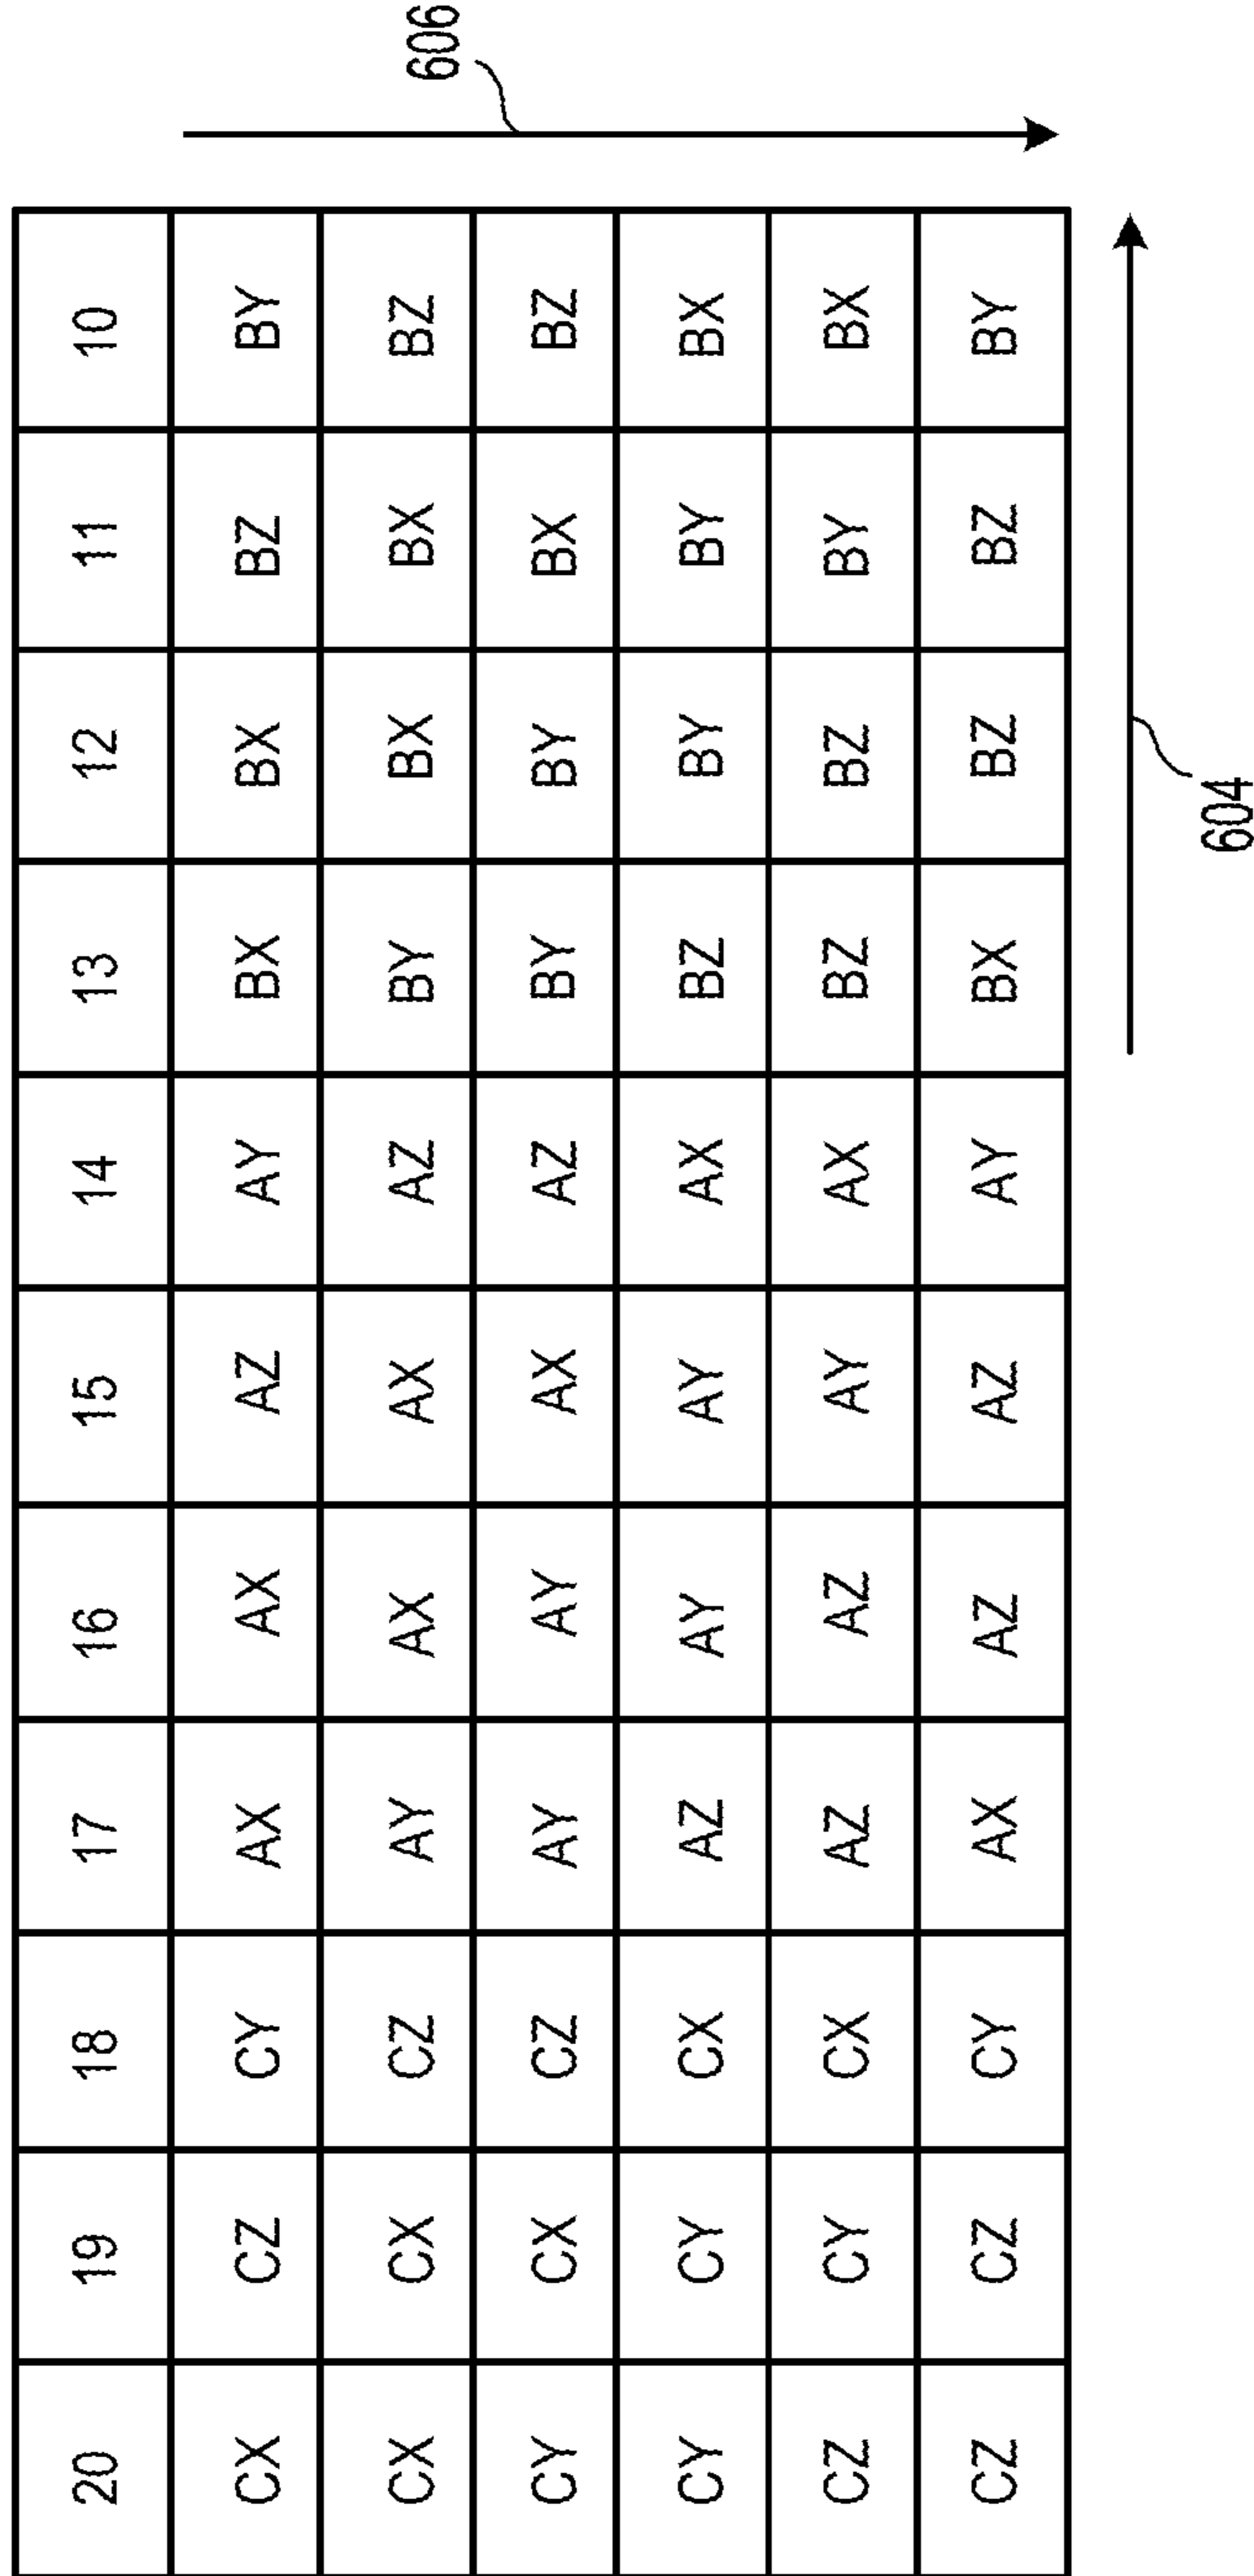 20 19 18 17 16 15 14 13 12 11 10
CX CZ CY AX AX AZ AY BX BX BZ BY
CX CX CZ AY AX AX AZ BY BX BX BZ
606
CY CX CZ AY AY AX AZ BY BY BX BZ
CY CY CX AZ AY AY AX BZ BY BY BX
CZ CY CX AZ AZ AY AX BZ BZ BY BX
CZ CZ CY AX AZ AZ AY BX BZ BZ BY
604